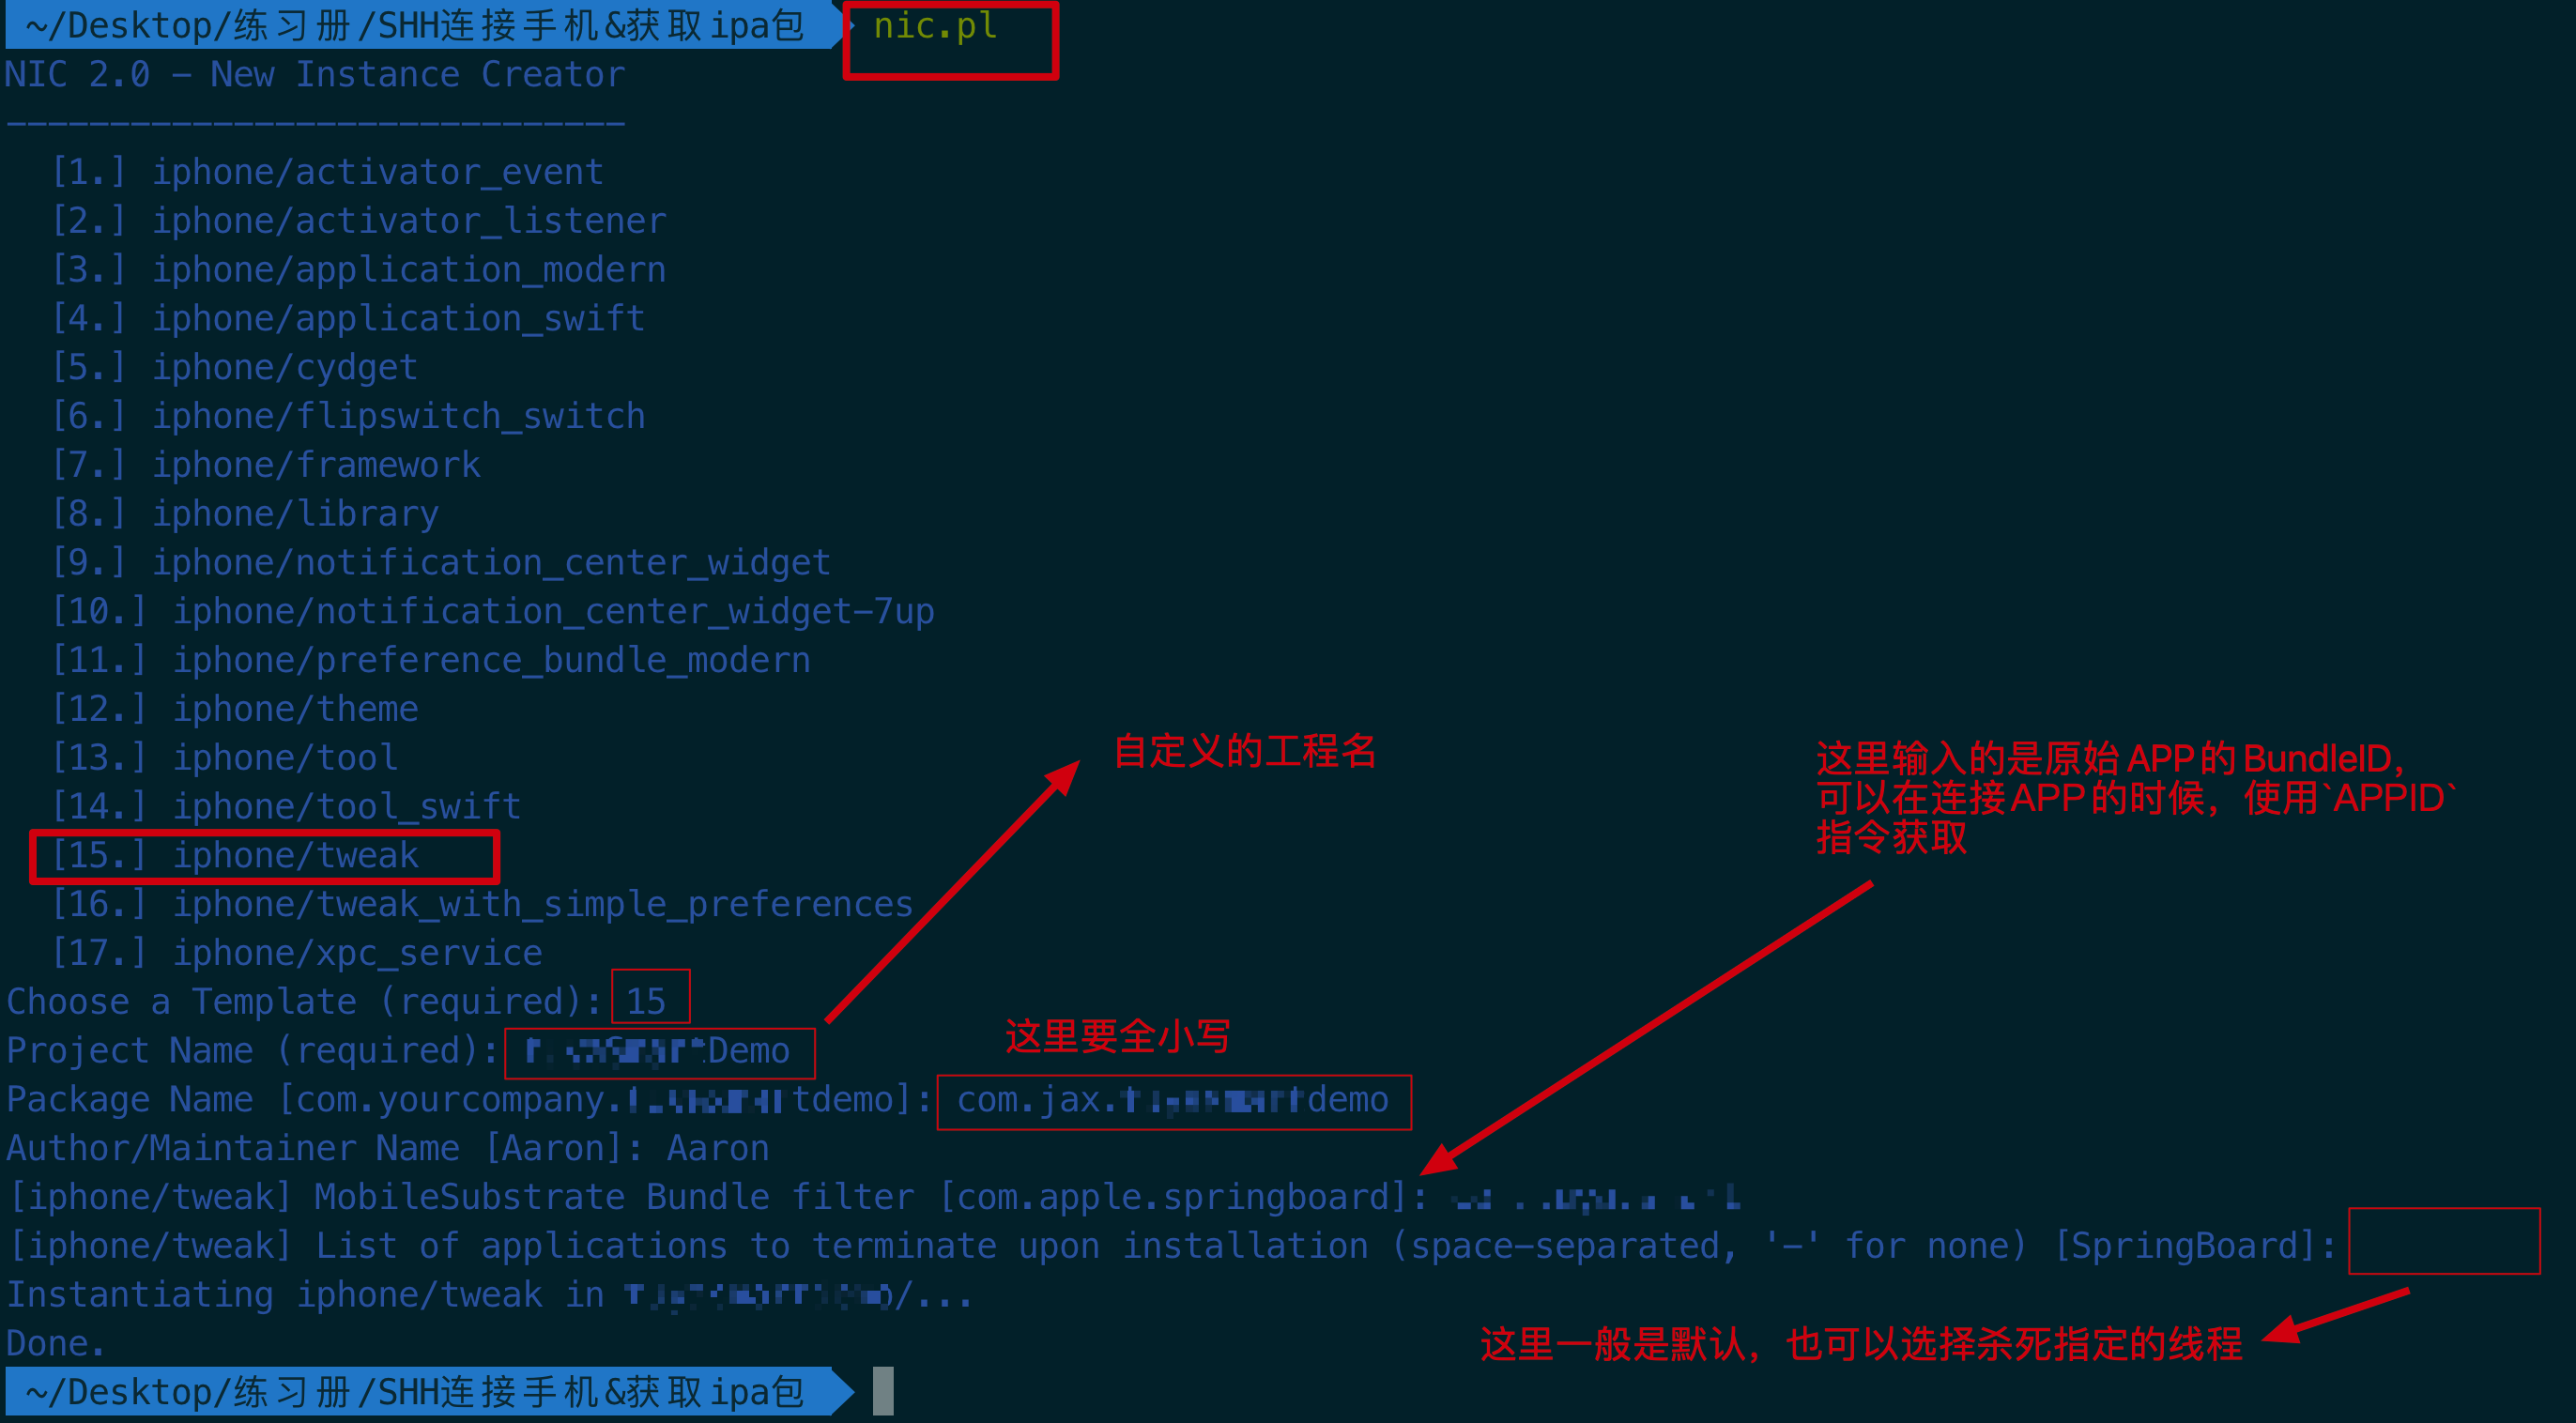 ~/Desktop/练习册/SHH连接手机&获取ipa包 nic.pl
NIC 2.0 - New Instance Creator
------------------------------
[1.] iphone/activator_event
[2.] iphone/activator_listener
[3.] iphone/application_modern
[4.] iphone/application_swift
[5.] iphone/cydget
[6.] iphone/flipswitch_switch
[7.] iphone/framework
[8.] iphone/library
[9.] iphone/notification_center_widget
[10.] iphone/notification_center_widget-7up
[11.] iphone/preference_bundle_modern
[12.] iphone/theme
[13.] iphone/tool
[14.] iphone/tool_swift
[15.] iphone/tweak
[16.] iphone/tweak_with_simple_preferences
[17.] iphone/xpc_service
自定义的工程名
这里输入的是原始APP的BundleID,
可以在连接APP的时候，使用`APPID`
指令获取
Choose a Template (required): 15
这里要全小写
Project Name (required): Demo
Package Name [com.yourcompany.tdemo]: com.jax.demo
Author/Maintainer Name [Aaron]: Aaron
[iphone/tweak] MobileSubstrate Bundle filter [com.apple.springboard]:
[iphone/tweak] List of applications to terminate upon installation (space-separated, '-' for none) [SpringBoard]:
Instantiating iphone/tweak in /...
Done.
这里一般是默认，也可以选择杀死指定的线程
~/Desktop/练习册/SHH连接手机&获取ipa包